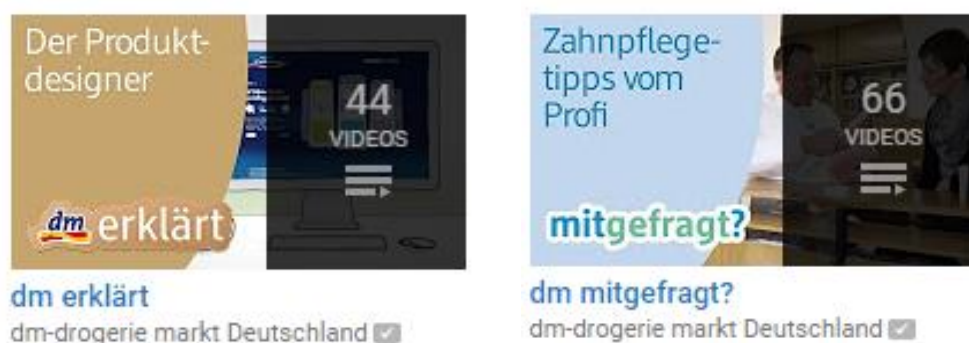 Der Produkt-
designer
44
VIDEOS
dm erklärt
dm erklärt
dm-drogerie markt Deutschland
Zahnpflege-
tipps vom
Profi
66
VIDEOS
mitgefragt?
dm mitgefragt?
dm-drogerie markt Deutschland